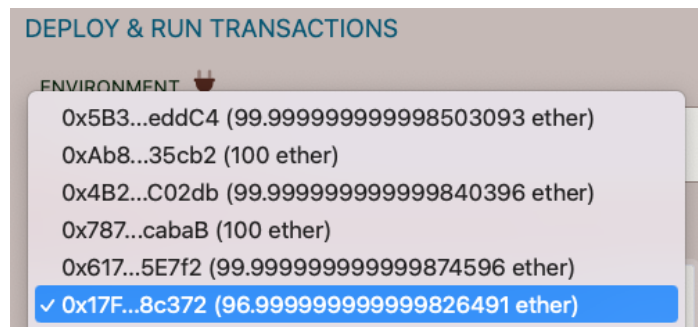 DEPLOY & RUN TRANSACTIONS
ENVIRONMENT
0x5B3...eddC4 (99.999999999998503093 ether)
0xAb8...35cb2 (100 ether)
0x4B2...C02db (99.999999999999840396 ether)
0x787...cabaB (100 ether)
0x617...5E7f2 (99.999999999999874596 ether)
✓ 0x17F...8c372 (96.999999999999826491 ether)